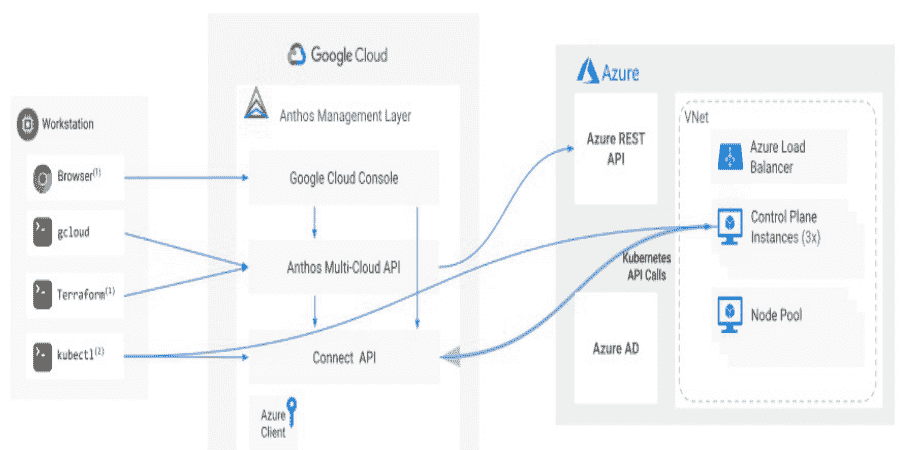 Google Cloud
Azure
Workstation
Anthos Management Layer
VNet
Browser(1)
Google Cloud Console
Azure REST
API
Azure Load
Balancer
gcloud
Control Plane
Instances (3x)
Anthos Multi-Cloud API
Kubernetes
API Calls
Terraform(1)
Node Pool
kubectl(2)
Connect API
Azure AD
Azure
Client